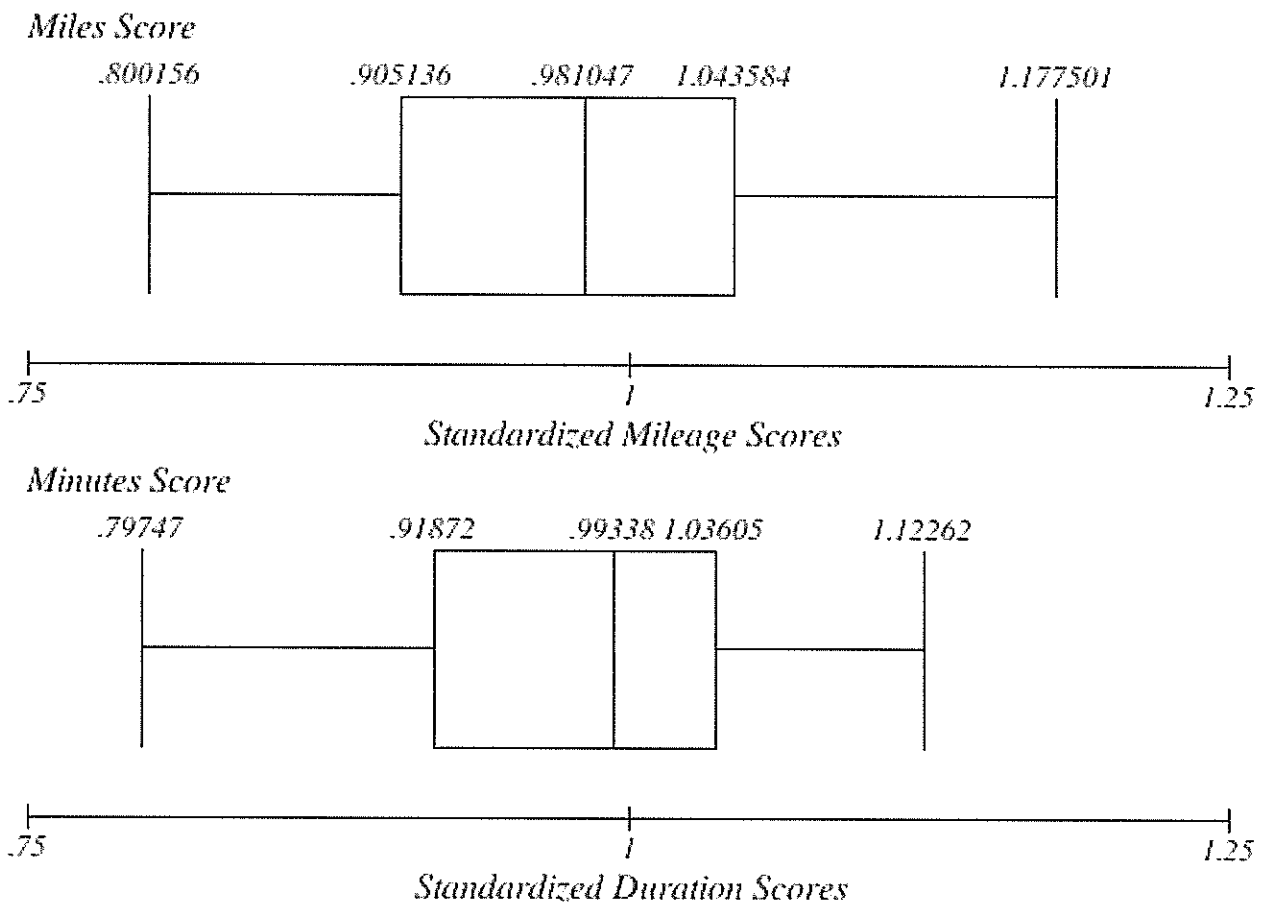 Miles Score
.800156 .905136 .981047 1.043584 1.177501
.75 1 1.25
Standardized Mileage Scores
Minutes Score
.79747 .91872 .99338 1.03605 1.12262
.75 1 1.25
Standardized Duration Scores